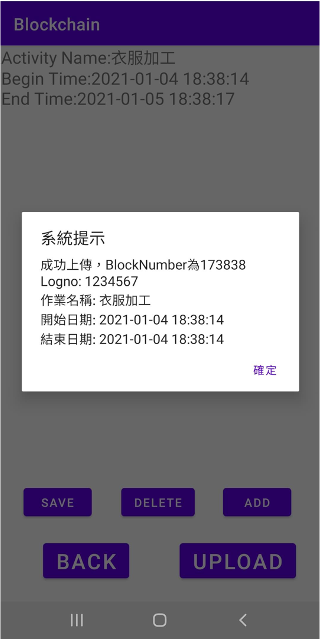 Blockchain
Activity Name:衣服加工
Begin Time:2021-01-04 18:38:14
End Time:2021-01-05 18:38:17
系統提示
成功上傳，BlockNumber為173838
Logno: 1234567
作業名稱: 衣服加工
開始日期: 2021-01-04 18:38:14
結束日期: 2021-01-04 18:38:14
確定
SAVE DELETE ADD
BACK UPLOAD